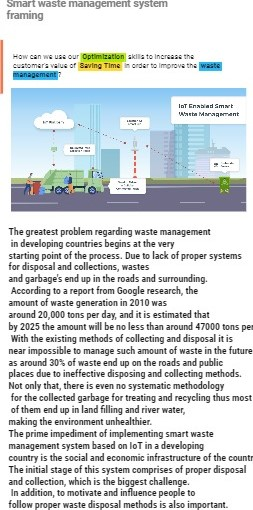 Smart waste management system
framing
How can we use our Optimization skills to increase the
customer's value of Saving Time in order to improve the waste
management?
IoT Enabled Smart
Waste Management
The greatest problem regarding waste management
in developing countries begins at the very
starting point of the process. Due to lack of proper systems
for disposal and collections, wastes
and garbage's end up in the roads and surrounding.
According to a report from Google research, the
amount of waste generation in 2010 was
around 20,000 tons per day, and it is estimated that
by 2025 the amount will be no less than around 47000 tons per
With the existing methods of collecting and disposal it is
near impossible to manage such amount of waste in the future
as around 30% of waste end up on the roads and public
places due to ineffective disposing and collecting methods.
Not only that, there is even no systematic methodology
for the collected garbage for treating and recycling thus most
of them end up in land filling and river water,
making the environment unhealthier.
The prime impediment of implementing smart waste
management system based on IoT in a developing
country is the social and economic infrastructure of the countr
The initial stage of this system comprises of proper disposal
and collection, which is the biggest challenge.
In addition, to motivate and influence people to
follow proper waste disposal methods is also important.